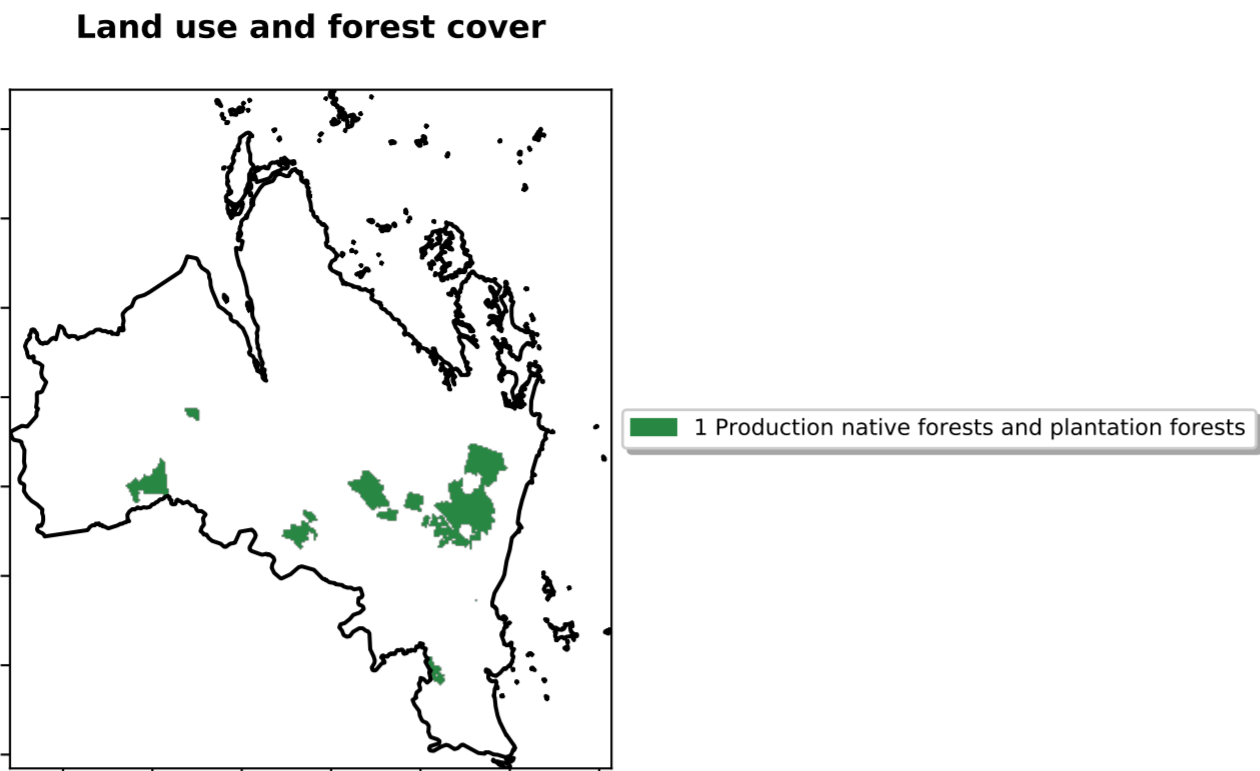 Land use and forest cover
1 Production native forests and plantation forests